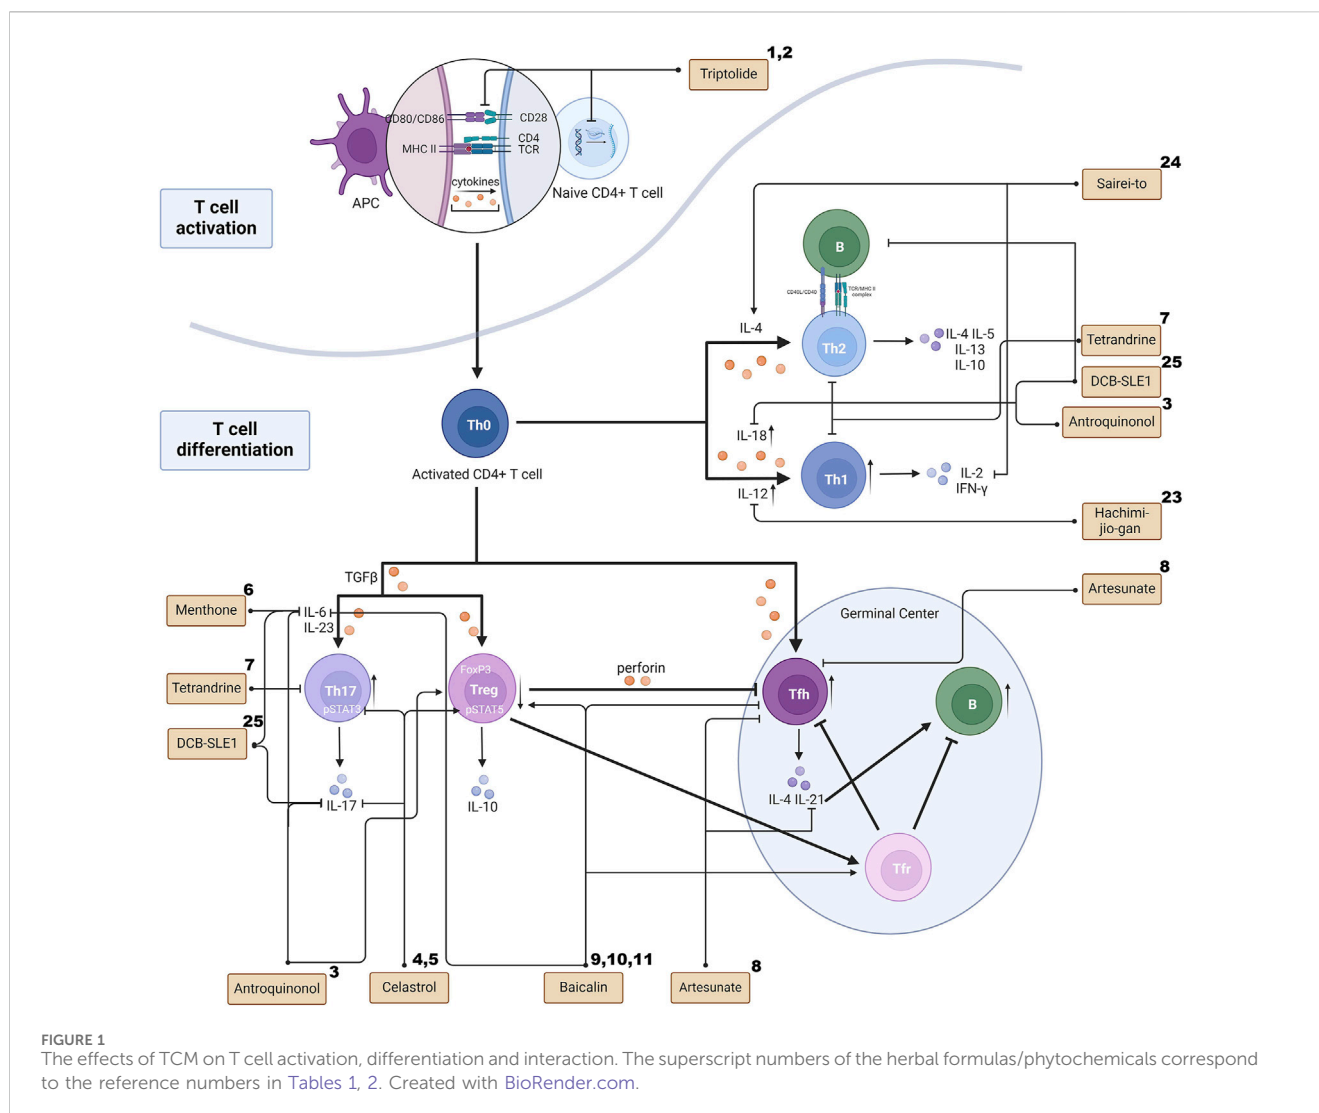 1,2
Triptolide
CD80/CD86
CD28
CD4
MHC II
TCR
cytokines
APC
Naive CD4+ T cell
T cell
activation
24
Sairei-to
B
CD40L/CD40
TCR/MHC II
complex
IL-4
Th2
IL-4 IL-5
IL-13
IL-10
7
Tetrandrine
25
DCB-SLE1
3
Antroquinonol
T cell
differentiation
Th0
Activated CD4+ T cell
IL-18
IL-12
Th1
IL-2
IFN-γ
23
Hachimi-
jio-gan
8
Artesunate
TGFβ
6
Menthone
IL-6
IL-23
Germinal Center
7
Tetrandrine
Th17
pSTAT3
FoxP3
Treg
pSTAT5
perforin
Tfh
B
25
DCB-SLE1
IL-17
IL-10
IL-4 IL-21
Tfr
3
Antroquinonol
4,5
Celastrol
9,10,11
Baicalin
8
Artesunate
FIGURE 1
The effects of TCM on T cell activation, differentiation and interaction. The superscript numbers of the herbal formulas/phytochemicals correspond
to the reference numbers in Tables 1, 2. Created with BioRender.com.